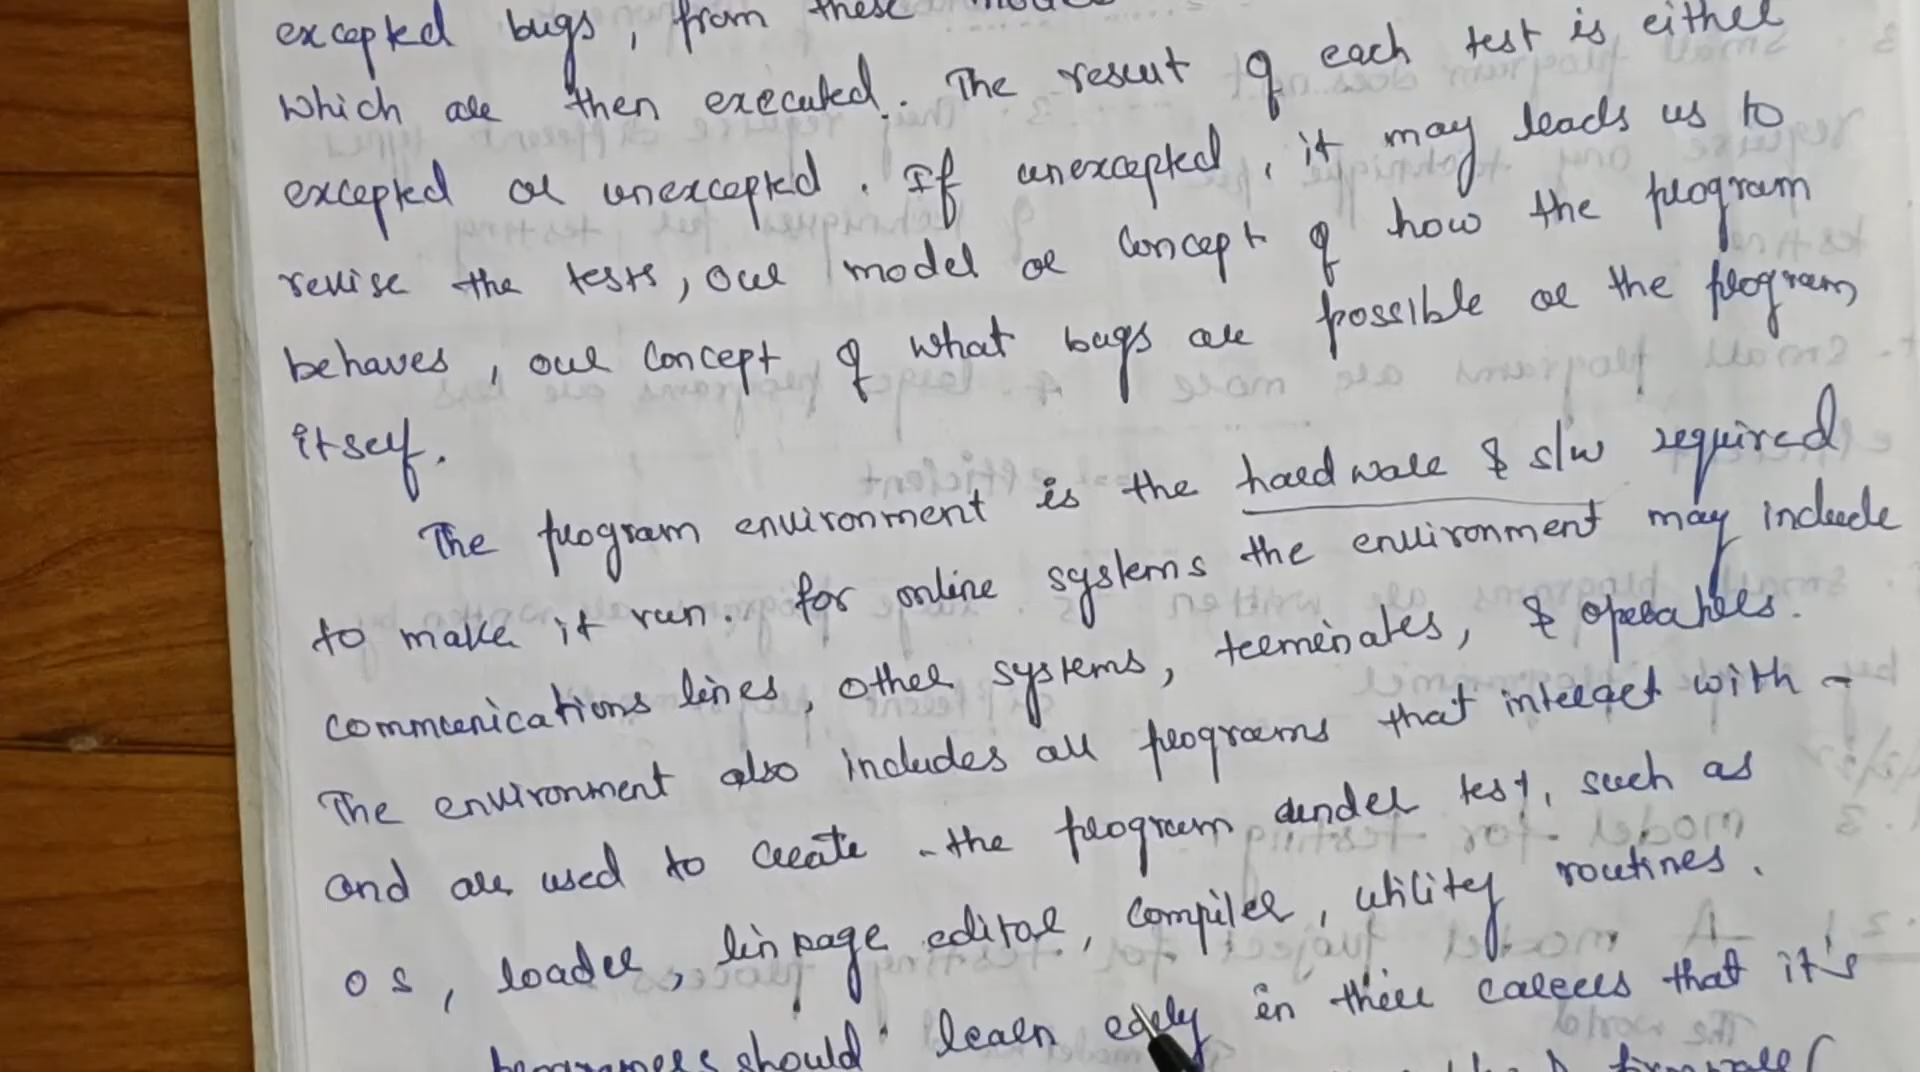 excepted bugs, from these
which are then executed. The result of each test is either
excepted or unexcepted. If unexcepted, it may leads us to
revise the tests, our model or concept of how the program
behaves, our concept of what bugs are possible or the program
itself.
The program environment is the hardware & s/w required
to make it run. for online systems the environment may include
communications lines, other systems, terminates, & operators.
The environment also includes all programs that interact with -
and are used to create the program under test, such as
OS, loader, linpage editor, compiler, utility routines.
should learn early in their careers that it's